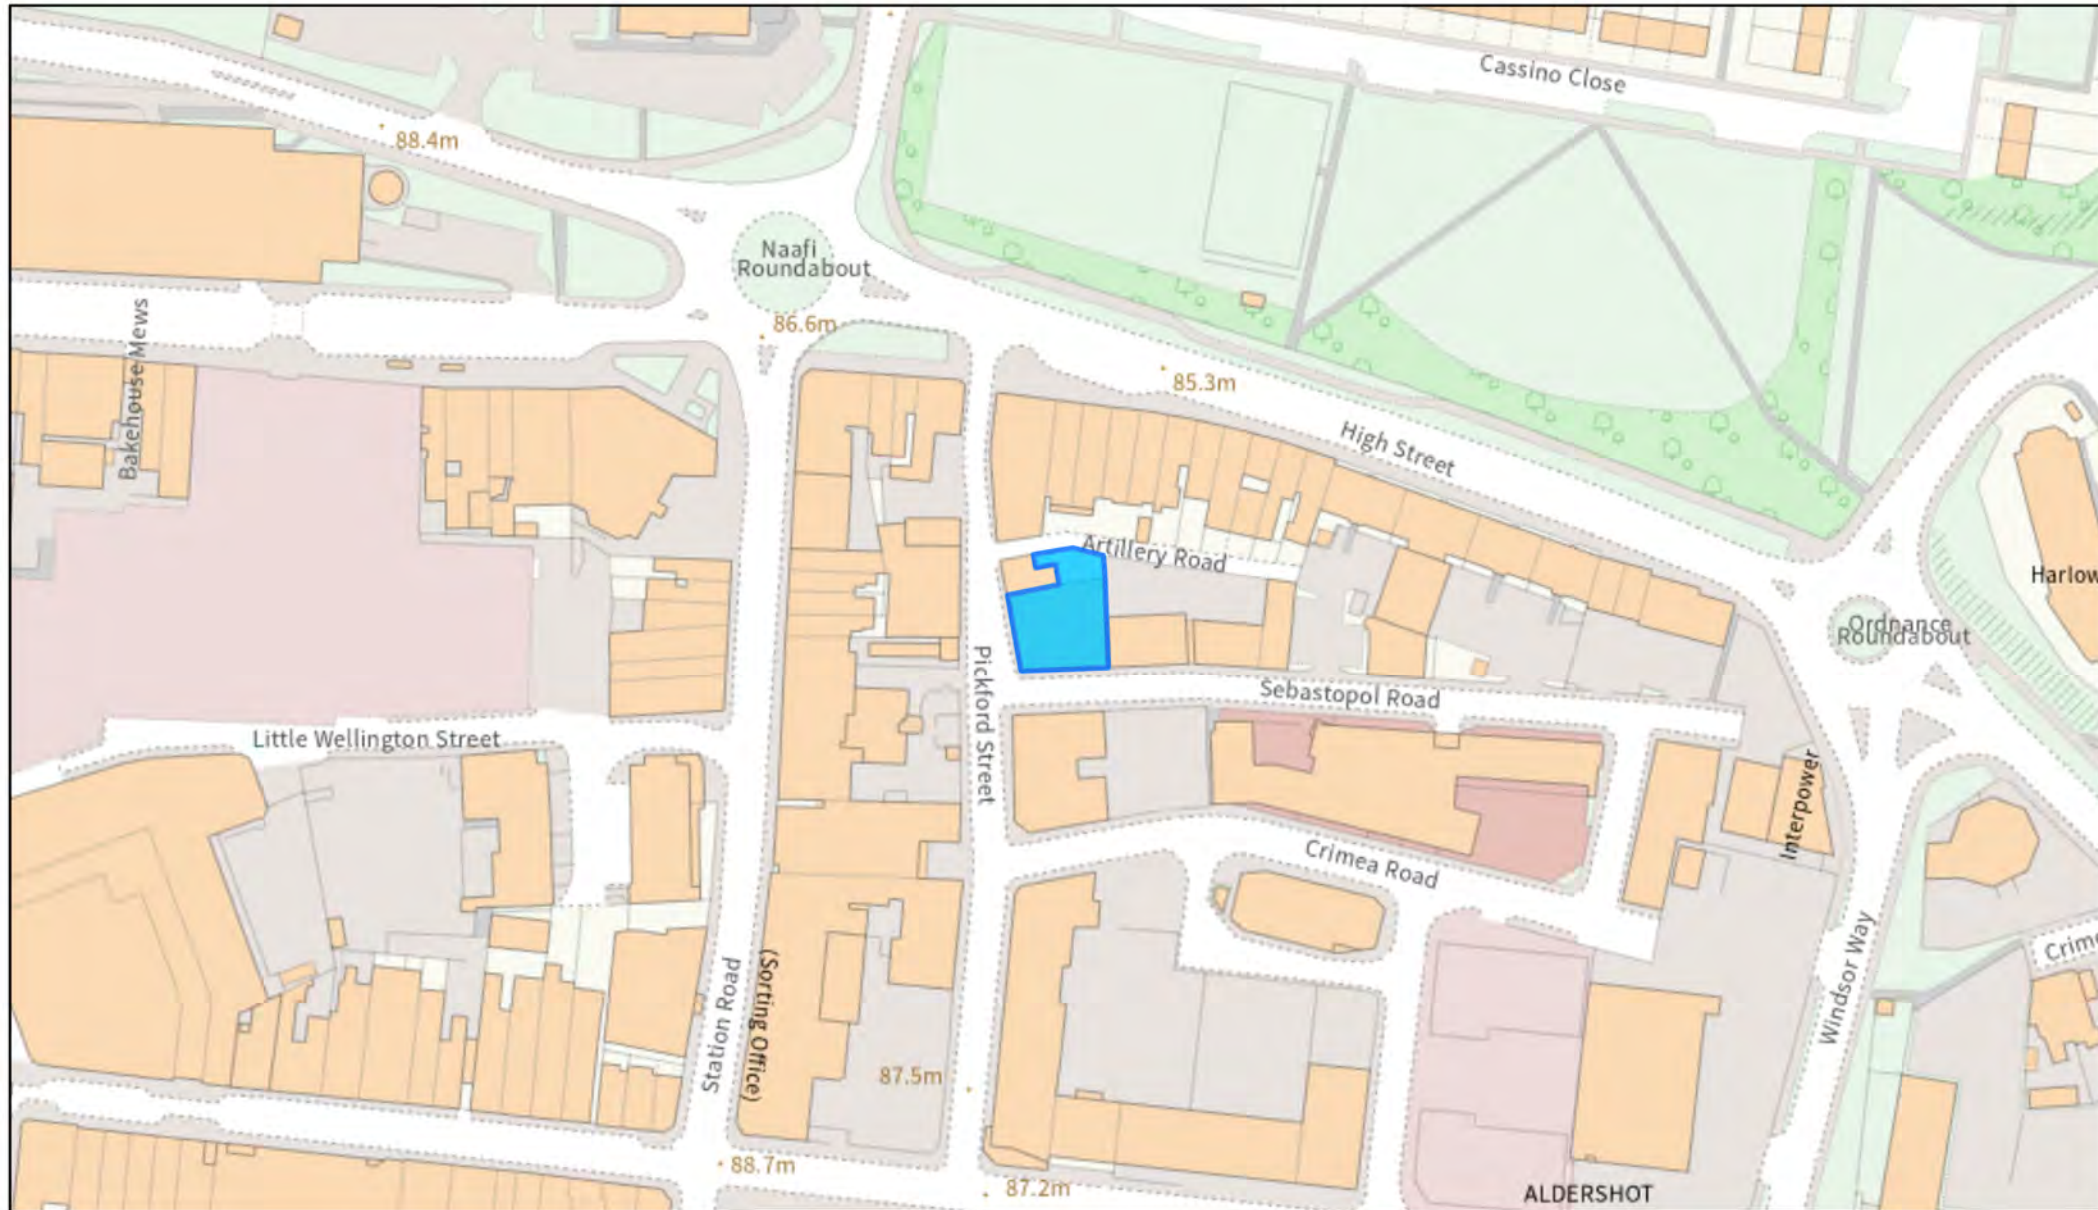 Cassino Close
88.4m
Naafi
Roundabout
86.6m
Bakehouse Mews
85.3m
High Street
Artillery Road
Harlow
Ordnance
Roundabout
Pickford Street
Sebastopol Road
Little Wellington Street
Interpower
Crimea Road
Station Road
(Sorting Office)
Windsor Way
Crime
87.5m
88.7m
87.2m
ALDERSHOT